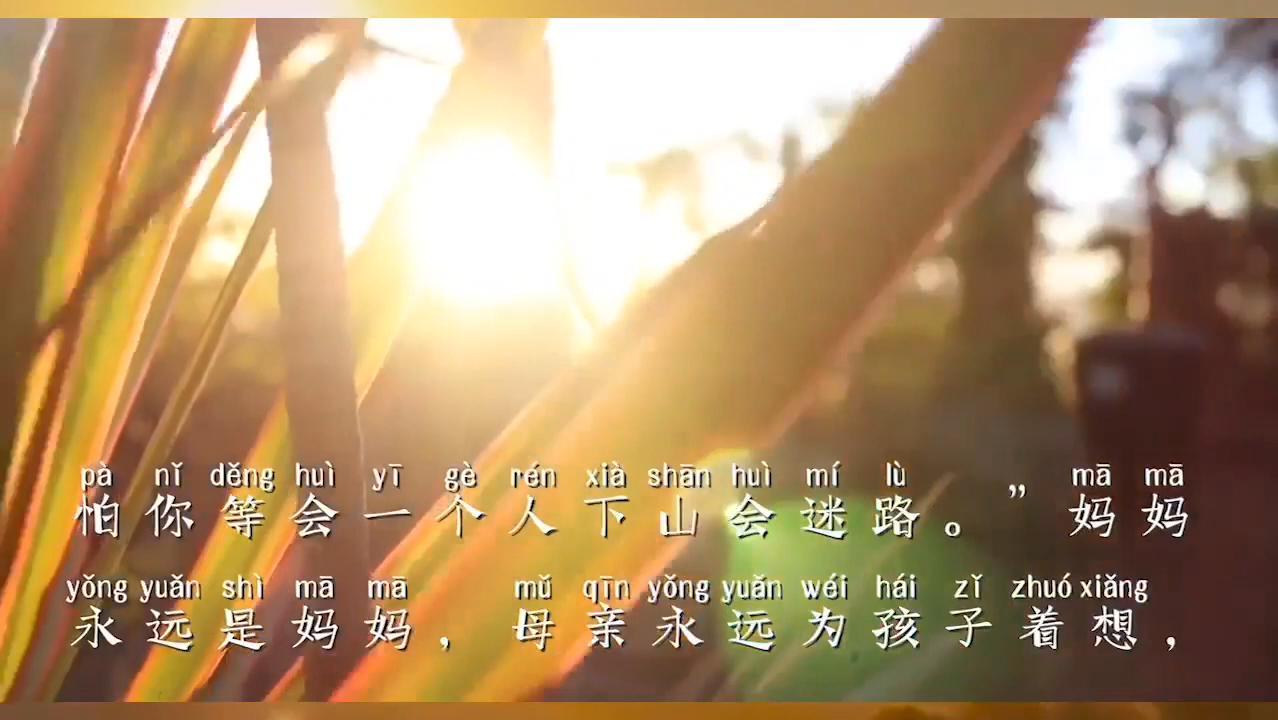 pà nǐ děng huì yī gè rén xià shān huì mí lù mā mā
怕你等会一个人下山会迷路。”妈妈
yǒng yuǎn shì mā mā mǔ qīn yǒng yuǎn wéi hái zǐ zhuó xiǎng
永远是妈妈，母亲永远为孩子着想，